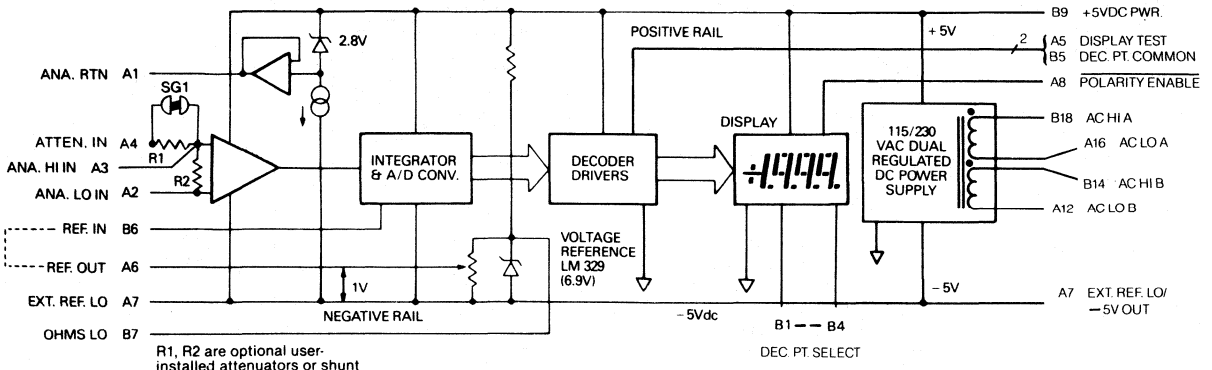 B9 +5VDC PWR.
POSITIVE RAIL
+5V
2
A5 DISPLAY TEST
B5 DEC. PT. COMMON
2.8V
ANA. RTN A1
A8 POLARITY ENABLE
SG1
DISPLAY
ATTEN. IN A4
R1
115/230
VAC DUAL
REGULATED
DC POWER
SUPPLY
B18 AC HI A
A16 AC LO A
INTEGRATOR
& A/D CONV.
DECODER
DRIVERS
±1999
ANA. HI IN A3
R2
B14 AC HI B
ANA. LO IN A2
A12 AC LO B
REF. IN B6
VOLTAGE
REFERENCE
LM 329
(6.9V)
REF. OUT A6
1V
-5V
EXT. REF. LO A7
A7 EXT. REF. LO/
-5V OUT
NEGATIVE RAIL
-5Vdc
OHMS LO B7
B1 -- B4
R1, R2 are optional user-
installed attenuators or shunt
DEC. PT. SELECT